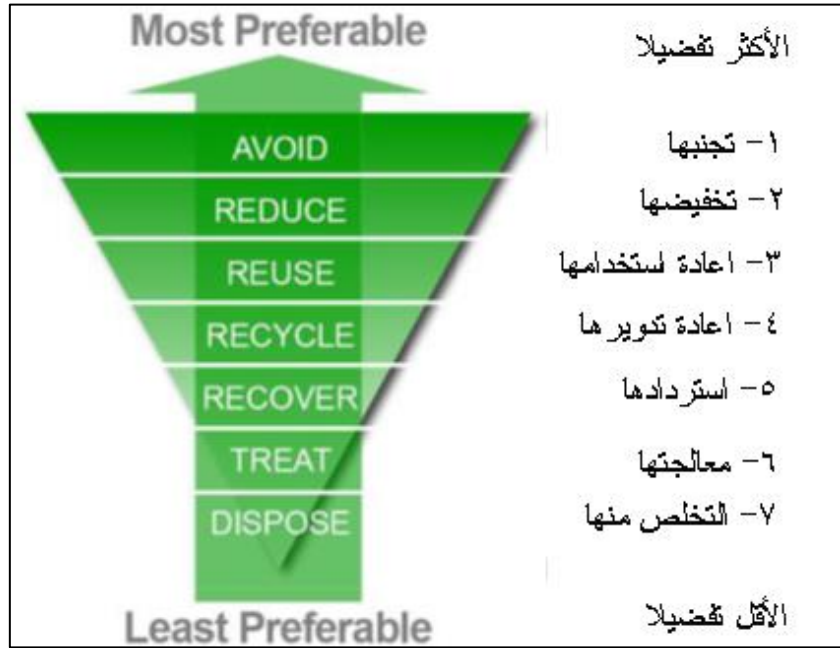 Most Preferable
AVOID
REDUCE
REUSE
RECYCLE
RECOVER
TREAT
DISPOSE
Least Preferable
الأكثر تفضيلا
١- تجنبها
٢- تخفيضها
٣- اعادة استخدامها
٤- اعادة تدويرها
٥- استردادها
٦- معالجتها
٧- التخلص منها
الأقل تفضيلا